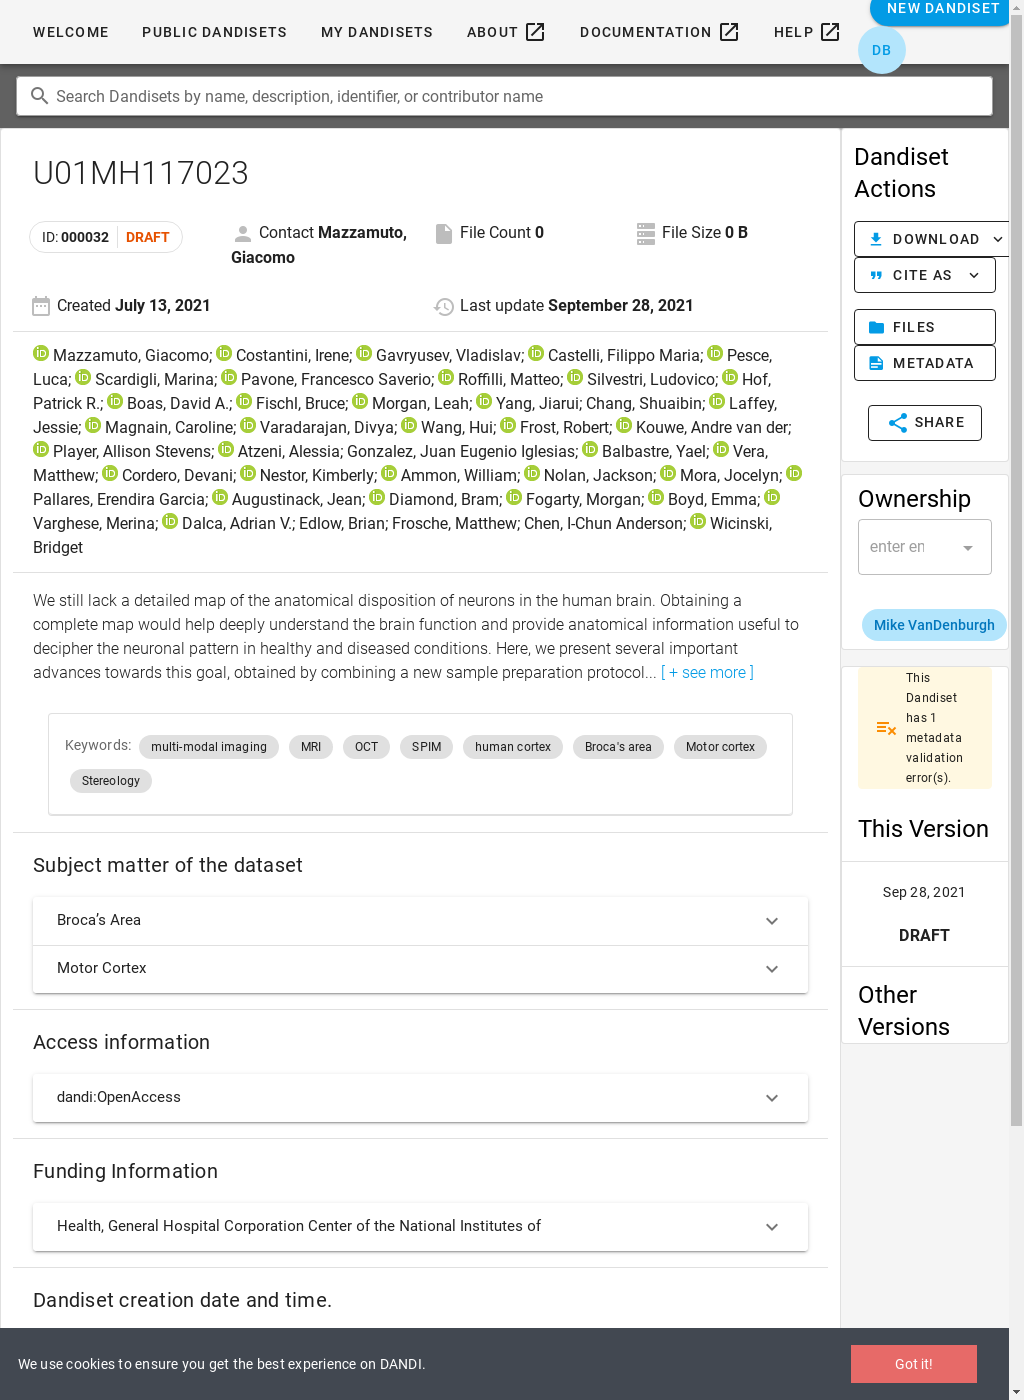 WELCOME PUBLIC DANDISETS MY DANDISETS ABOUT DOCUMENTATION HELP NEW DANDISET
DB
Search Dandisets by name, description, identifier, or contributor name
U01MH117023
ID: 000032 DRAFT
Contact Mazzamuto, Giacomo
File Count 0
File Size 0 B
Created July 13, 2021
Last update September 28, 2021
Mazzamuto, Giacomo; Costantini, Irene; Gavryusev, Vladislav; Castelli, Filippo Maria; Pesce,
Luca; Scardigli, Marina; Pavone, Francesco Saverio; Roffilli, Matteo; Silvestri, Ludovico; Hof,
Patrick R.; Boas, David A.; Fischl, Bruce; Morgan, Leah; Yang, Jiarui; Chang, Shuaibin; Laffey,
Jessie; Magnain, Caroline; Varadarajan, Divya; Wang, Hui; Frost, Robert; Kouwe, Andre van der;
Player, Allison Stevens; Atzeni, Alessia; Gonzalez, Juan Eugenio Iglesias; Balbastre, Yael; Vera,
Matthew; Cordero, Devani; Nestor, Kimberly; Ammon, William; Nolan, Jackson; Mora, Jocelyn;
Pallares, Erendira Garcia; Augustinack, Jean; Diamond, Bram; Fogarty, Morgan; Boyd, Emma;
Varghese, Merina; Dalca, Adrian V.; Edlow, Brian; Frosche, Matthew; Chen, I-Chun Anderson; Wicinski,
Bridget
We still lack a detailed map of the anatomical disposition of neurons in the human brain. Obtaining a
complete map would help deeply understand the brain function and provide anatomical information useful to
decipher the neuronal pattern in healthy and diseased conditions. Here, we present several important
advances towards this goal, obtained by combining a new sample preparation protocol... [ + see more ]
Keywords: multi-modal imaging MRI OCT SPIM human cortex Broca's area Motor cortex
Stereology
Subject matter of the dataset
Broca’s Area
Motor Cortex
Access information
dandi:OpenAccess
Funding Information
Health, General Hospital Corporation Center of the National Institutes of
Dandiset creation date and time.
Dandiset
Actions
DOWNLOAD
CITE AS
FILES
METADATA
SHARE
Ownership
enter en
Mike VanDenburgh
This
Dandiset
has 1
metadata
validation
error(s).
This Version
Sep 28, 2021
DRAFT
Other
Versions
We use cookies to ensure you get the best experience on DANDI.
Got it!